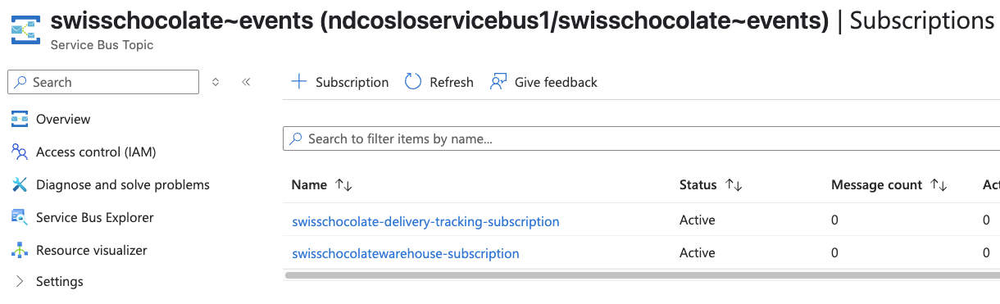 swisschocolate~events (ndcosloservicebus1/swisschocolate~events) | Subscriptions
Service Bus Topic
Search
Subscription Refresh Give feedback
Overview
Access control (IAM)
Diagnose and solve problems
Service Bus Explorer
Resource visualizer
Settings
Search to filter items by name...
Name Status Message count Act
swisschocolate-delivery-tracking-subscription Active 0 0
swisschocolatewarehouse-subscription Active 0 0